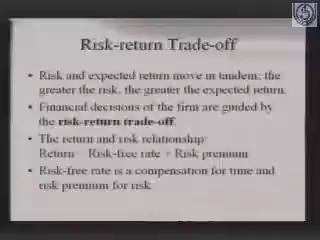 Risk-return Trade-off
• Risk and expected return move in tandem; the
greater the risk, the greater the expected return.
• Financial decisions of the firm are guided by
the risk-return trade-off.
• The return and risk relationship:
Return = Risk-free rate + Risk premium
• Risk-free rate is a compensation for time and
risk premium for risk.